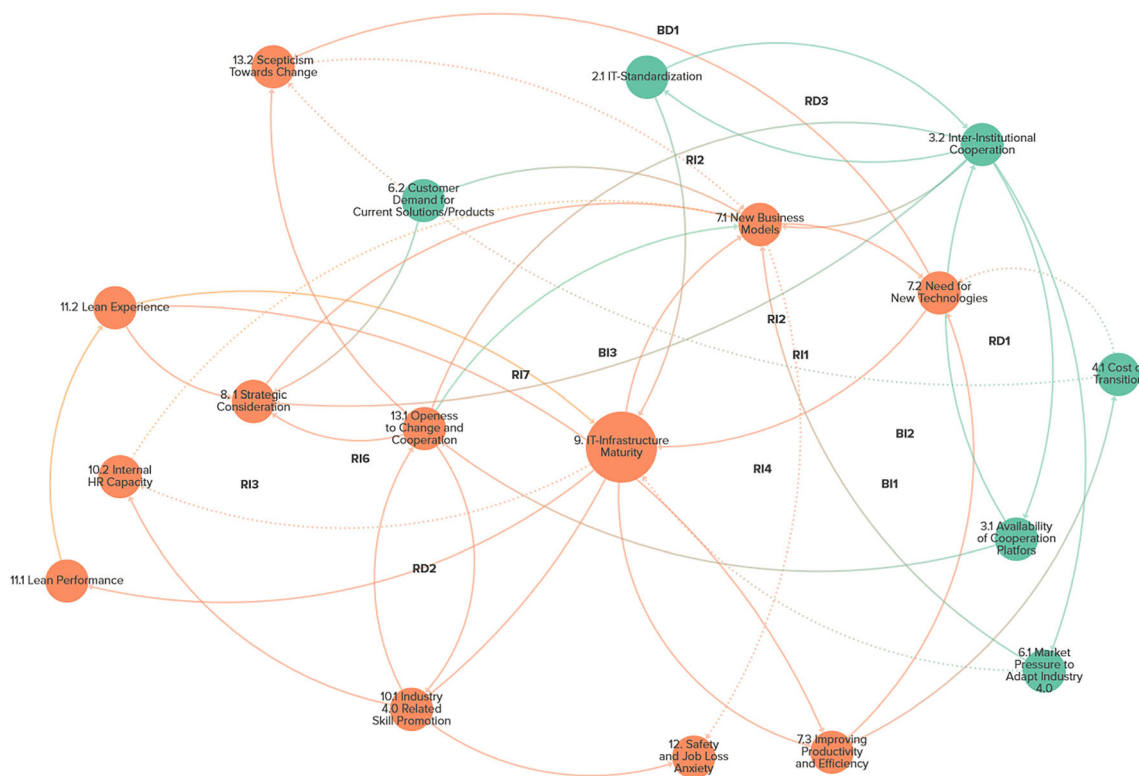 BD1
13.2 Scepticism
Towards Change
2.1 IT-Standardization
RD3
3.2 Inter-Institutional
Cooperation
RI2
6.2 Customer
Demand for
Current Solutions/Products
7.1 New Business
Models
7.2 Need for
New Technologies
11.2 Lean Experience
RI2
RD1
BI3
RI1
4.1 Cost o
Transition
RI7
8. 1 Strategic
Consideration
13.1 Openess
to Change and
Cooperation
9. IT-Infrastructure
Maturity
BI2
RI6
10.2 Internal
HR Capacity
RI3
RI4
BI1
3.1 Availability
of Cooperation
Platfors
RD2
11.1 Lean Performance
6.1 Market
Pressure to
Adapt Industry
4.0
10.1 Industry
4.0 Related
Skill Promotion
12. Safety
and Job Loss
Anxiety
7.3 Improving
Productivity
and Efficiency